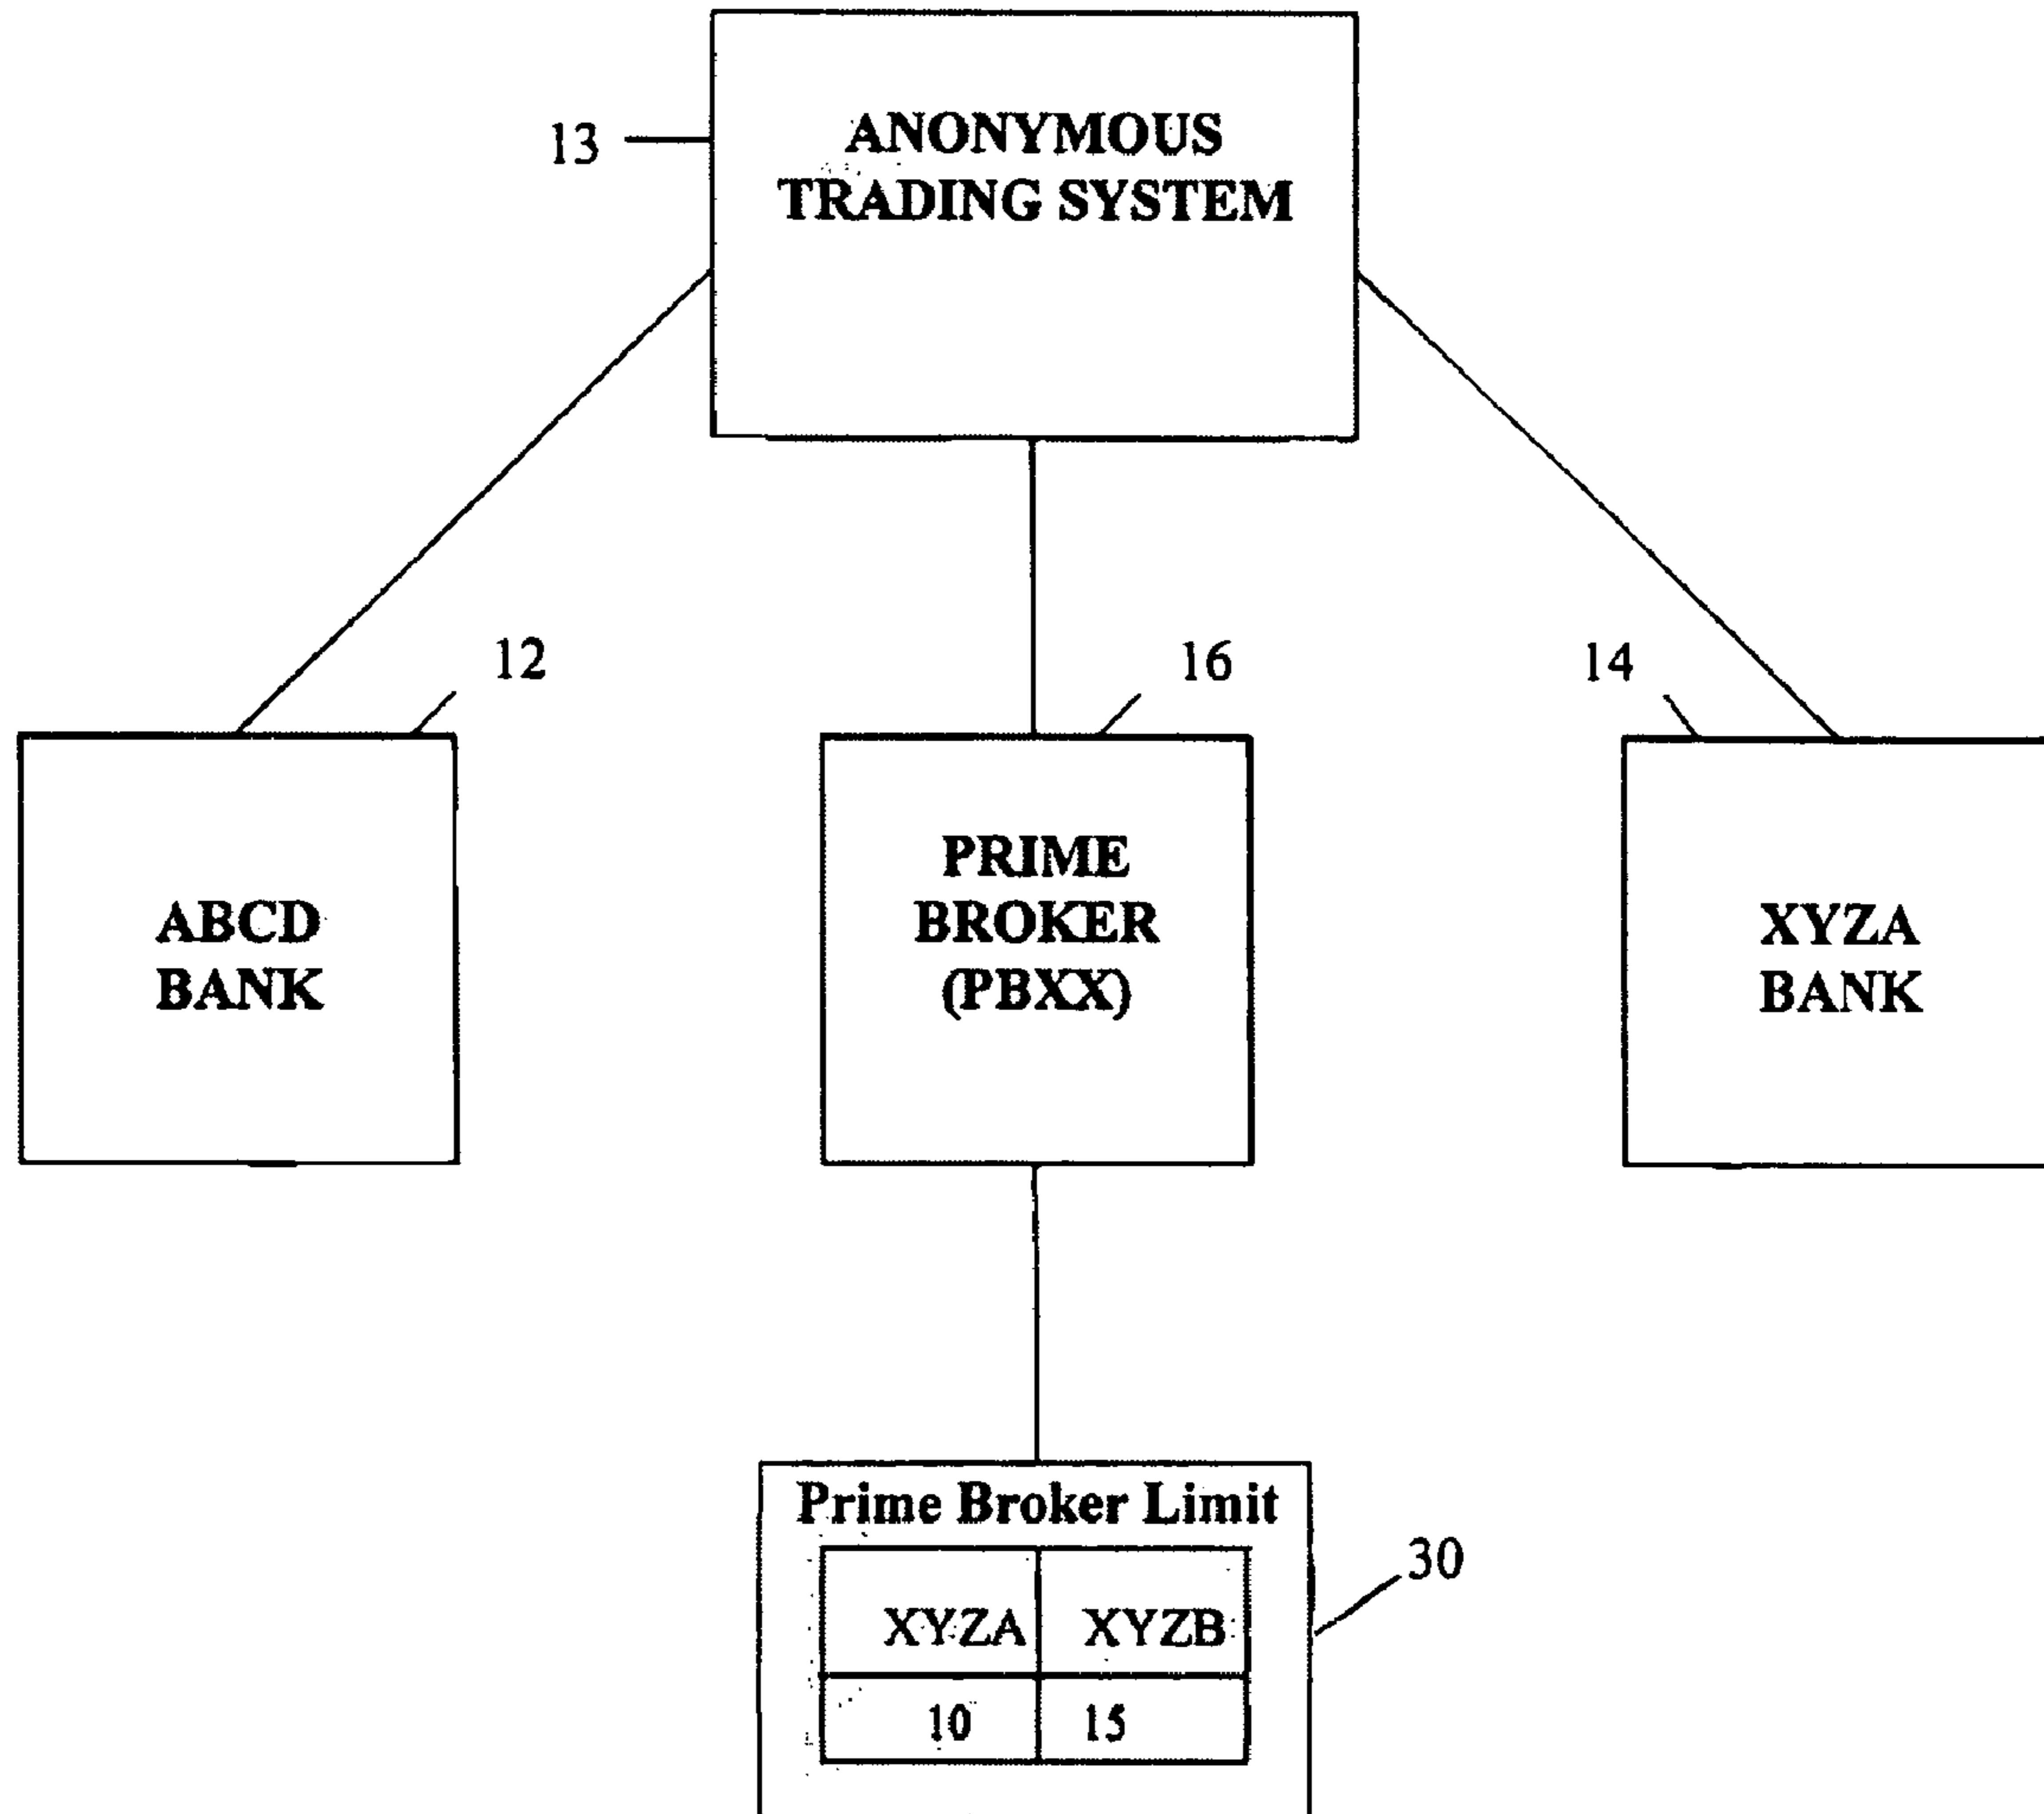 ANONYMOUS
TRADING SYSTEM
13
12
16
14
ABCD
BANK
PRIME
BROKER
(PBXX)
XYZA
BANK
Prime Broker Limit
30
XYZA XYZB
10 15